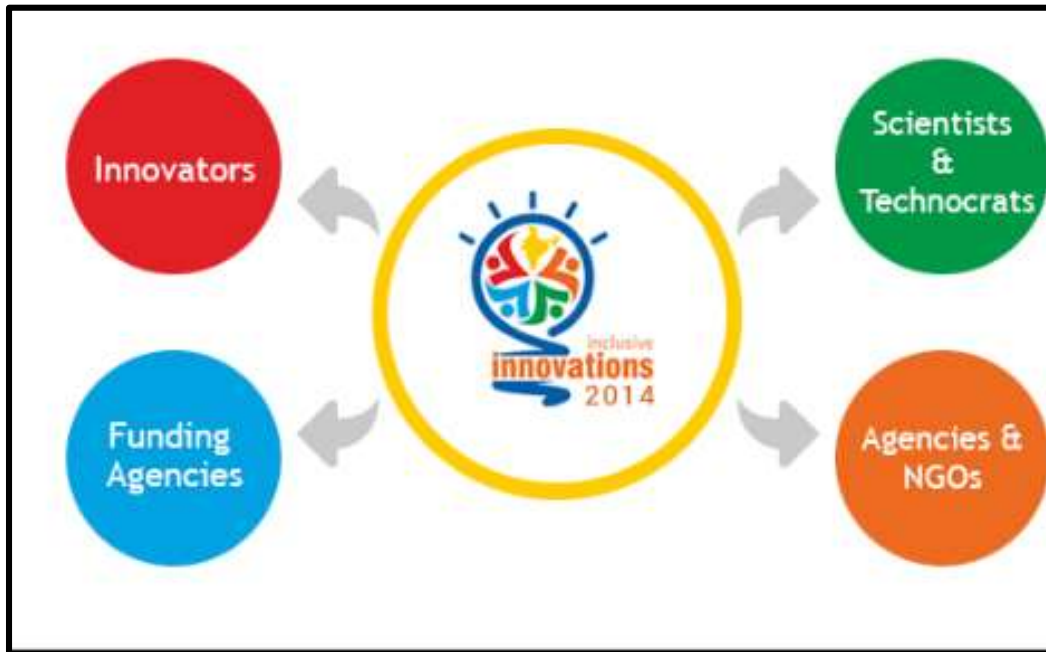 Innovators
Scientists
&
Technocrats
inclusive
innovations
2014
Funding
Agencies
Agencies &
NGOs